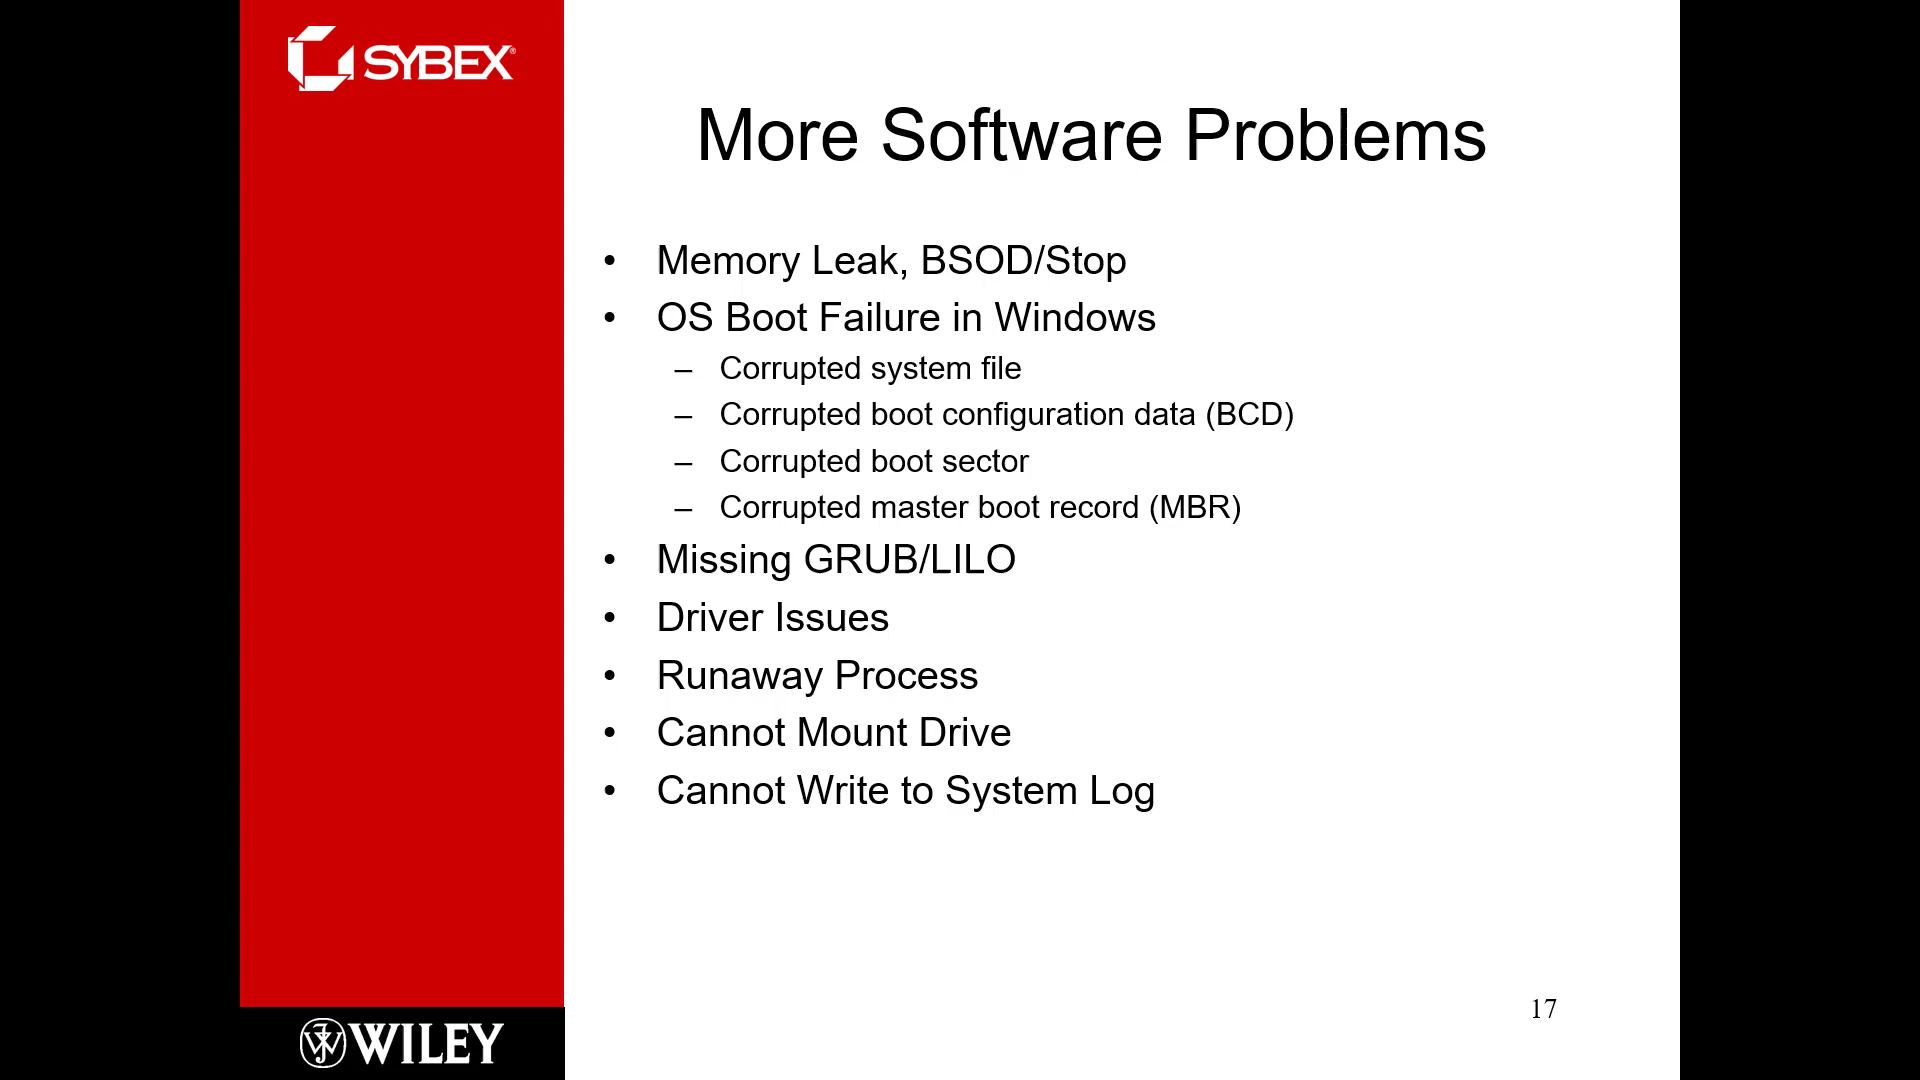 SYBEX®
More Software Problems
• Memory Leak, BSOD/Stop
• OS Boot Failure in Windows
– Corrupted system file
– Corrupted boot configuration data (BCD)
– Corrupted boot sector
– Corrupted master boot record (MBR)
• Missing GRUB/LILO
• Driver Issues
• Runaway Process
• Cannot Mount Drive
• Cannot Write to System Log
17
WILEY